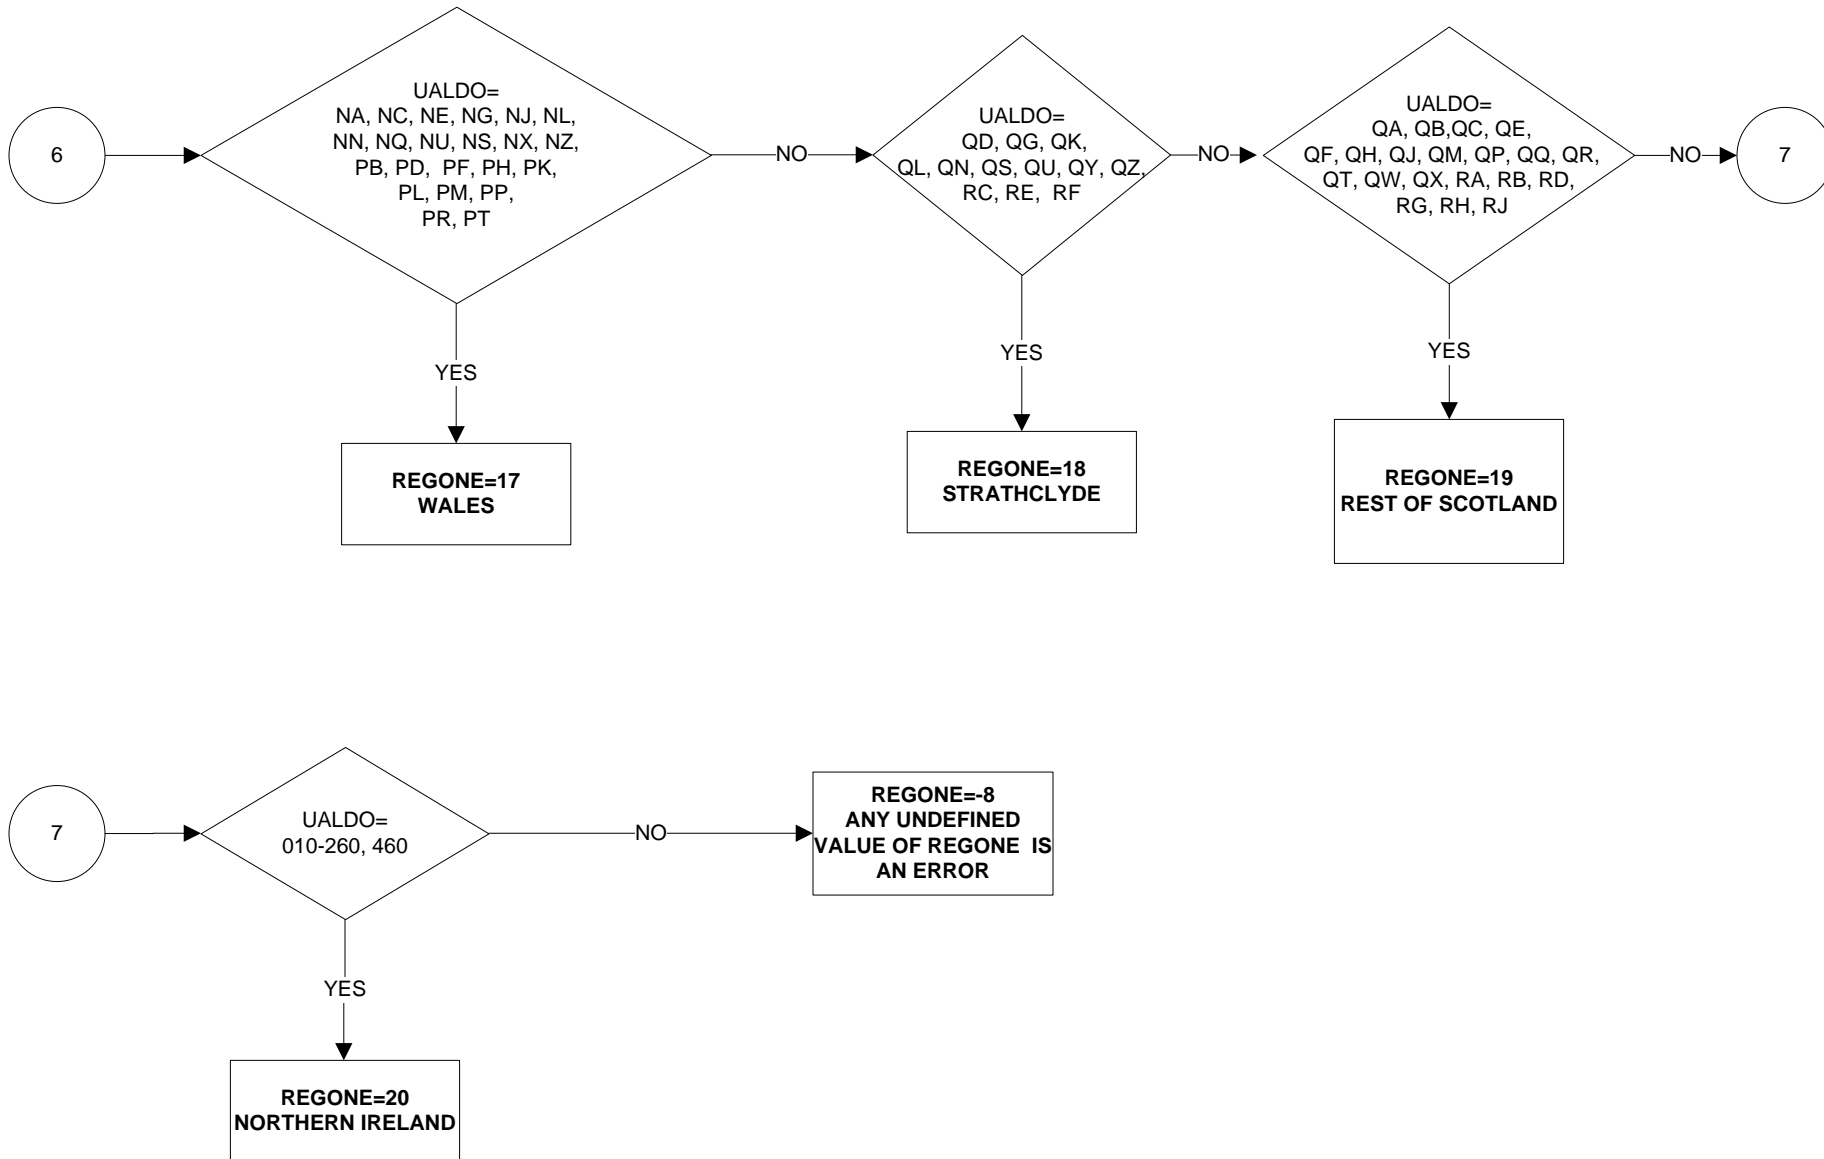 6
UALDO=
NA, NC, NE, NG, NJ, NL,
NN, NQ, NU, NS, NX, NZ,
PB, PD, PF, PH, PK,
PL, PM, PP,
PR, PT
NO
UALDO=
QD, QG, QK,
QL, QN, QS, QU, QY, QZ,
RC, RE, RF
NO
UALDO=
QA, QB,QC, QE,
QF, QH, QJ, QM, QP, QQ, QR,
QT, QW, QX, RA, RB, RD,
RG, RH, RJ
NO
7
YES
YES
YES
REGONE=17
WALES
REGONE=18
STRATHCLYDE
REGONE=19
REST OF SCOTLAND
7
UALDO=
010-260, 460
NO
REGONE=-8
ANY UNDEFINED
VALUE OF REGONE IS
AN ERROR
YES
REGONE=20
NORTHERN IRELAND